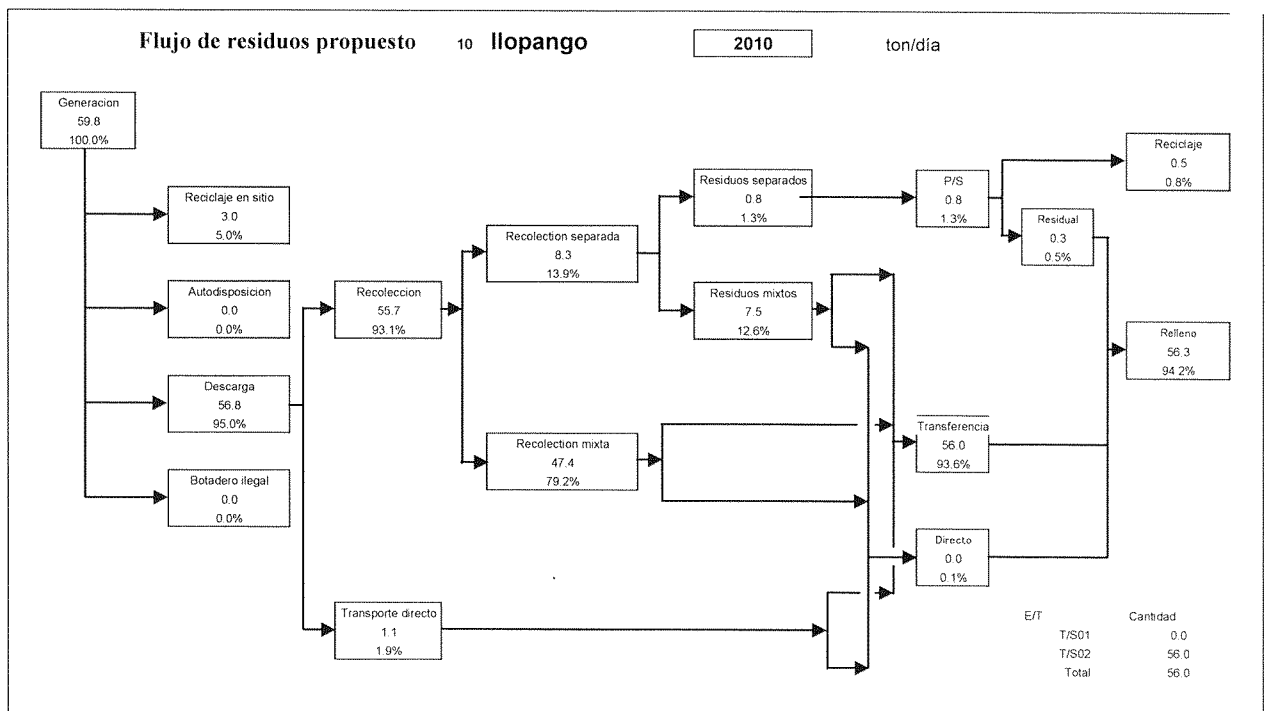 Flujo de residuos propuesto 10 Ilopango 2010 ton/día
Generacion
59.8
100.0%
Reciclaje en sitio
3.0
5.0%
Autodisposicion
0.0
0.0%
Descarga
56.8
95.0%
Botadero ilegal
0.0
0.0%
Recoleccion
55.7
93.1%
Transporte directo
1.1
1.9%
Recolection separada
8.3
13.9%
Recolection mixta
47.4
79.2%
Residuos separados
0.8
1.3%
Residuos mixtos
7.5
12.6%
P/S
0.8
1.3%
Residual
0.3
0.5%
Transferencia
56.0
93.6%
Directo
0.0
0.1%
Reciclaje
0.5
0.8%
Relleno
56.3
94.2%
E/T Cantidad
T/S01 0.0
T/S02 56.0
Total 56.0